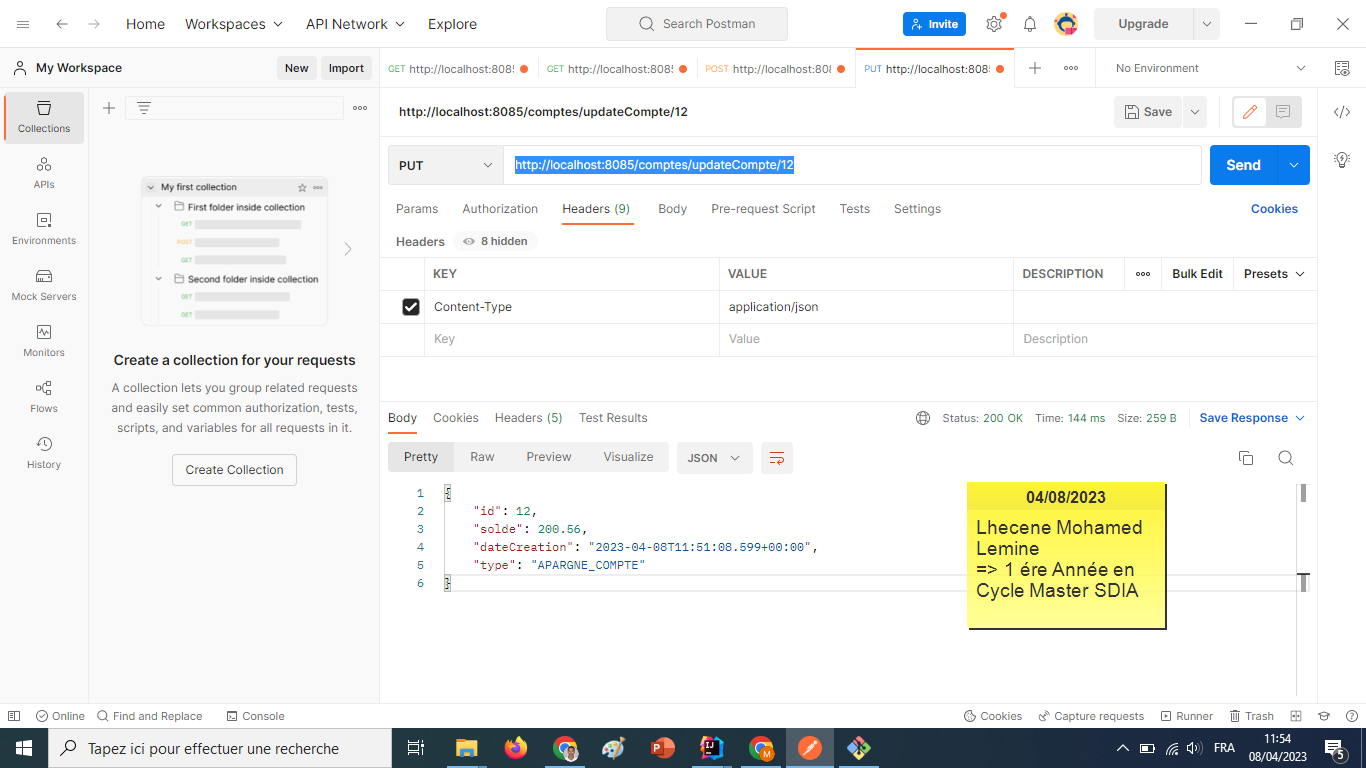 Home Workspaces API Network Explore Search Postman Invite Upgrade
My Workspace New Import GET http://localhost:808 GET http://localhost:808 POST http://localhost:808 PUT http://localhost:808 No Environment
http://localhost:8085/comptes/updateCompte/12 Save
Collections
APIs
Environments
Mock Servers
Monitors
Flows
History
My first collection
First folder inside collection
GET
POST
GET
Second folder inside collection
GET
GET
Create a collection for your requests
A collection lets you group related requests
and easily set common authorization, tests,
scripts, and variables for all requests in it.
Create Collection
PUT http://localhost:8085/comptes/updateCompte/12 Send
Params Authorization Headers (9) Body Pre-request Script Tests Settings Cookies
Headers 8 hidden
KEY VALUE DESCRIPTION Bulk Edit Presets
Content-Type application/json
Key Value Description
Body Cookies Headers (5) Test Results Status: 200 OK Time: 144 ms Size: 259 B Save Response
Pretty Raw Preview Visualize JSON
1 {
2 "id": 12,
3 "solde": 200.56,
4 "dateCreation": "2023-04-08T11:51:08.599+00:00",
5 "type": "APARGNE_COMPTE"
6 }
04/08/2023
Lhecene Mohamed
Lemine
=> 1 ére Année en
Cycle Master SDIA
Online Find and Replace Console Cookies Capture requests Runner Trash
Tapez ici pour effectuer une recherche FRA 11:54
08/04/2023 5